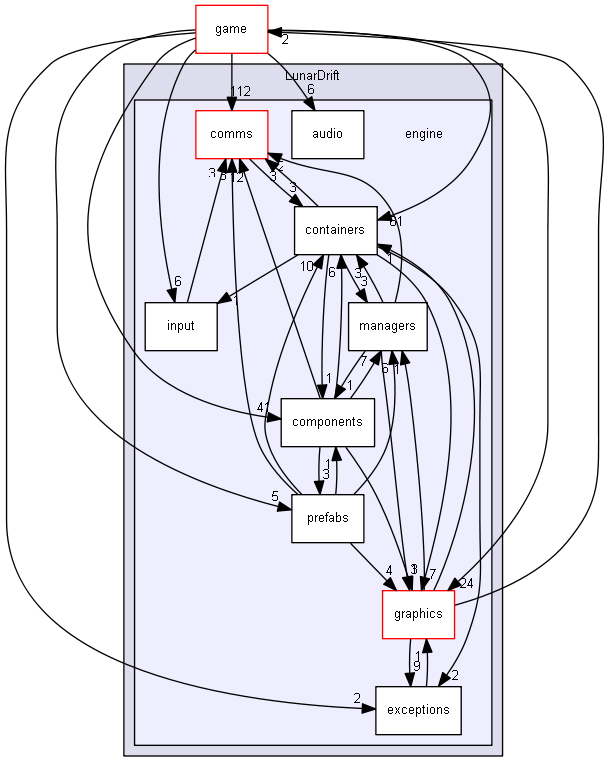 game
2
LunarDrift
112
6
comms
audio
engine
3
3
12
2
3
3
containers
81
10
6
3
1
3
6
1
input
managers
1
7
6
1
1
41
components
1
3
5
prefabs
4
3
7
24
graphics
1
9
2
2
exceptions